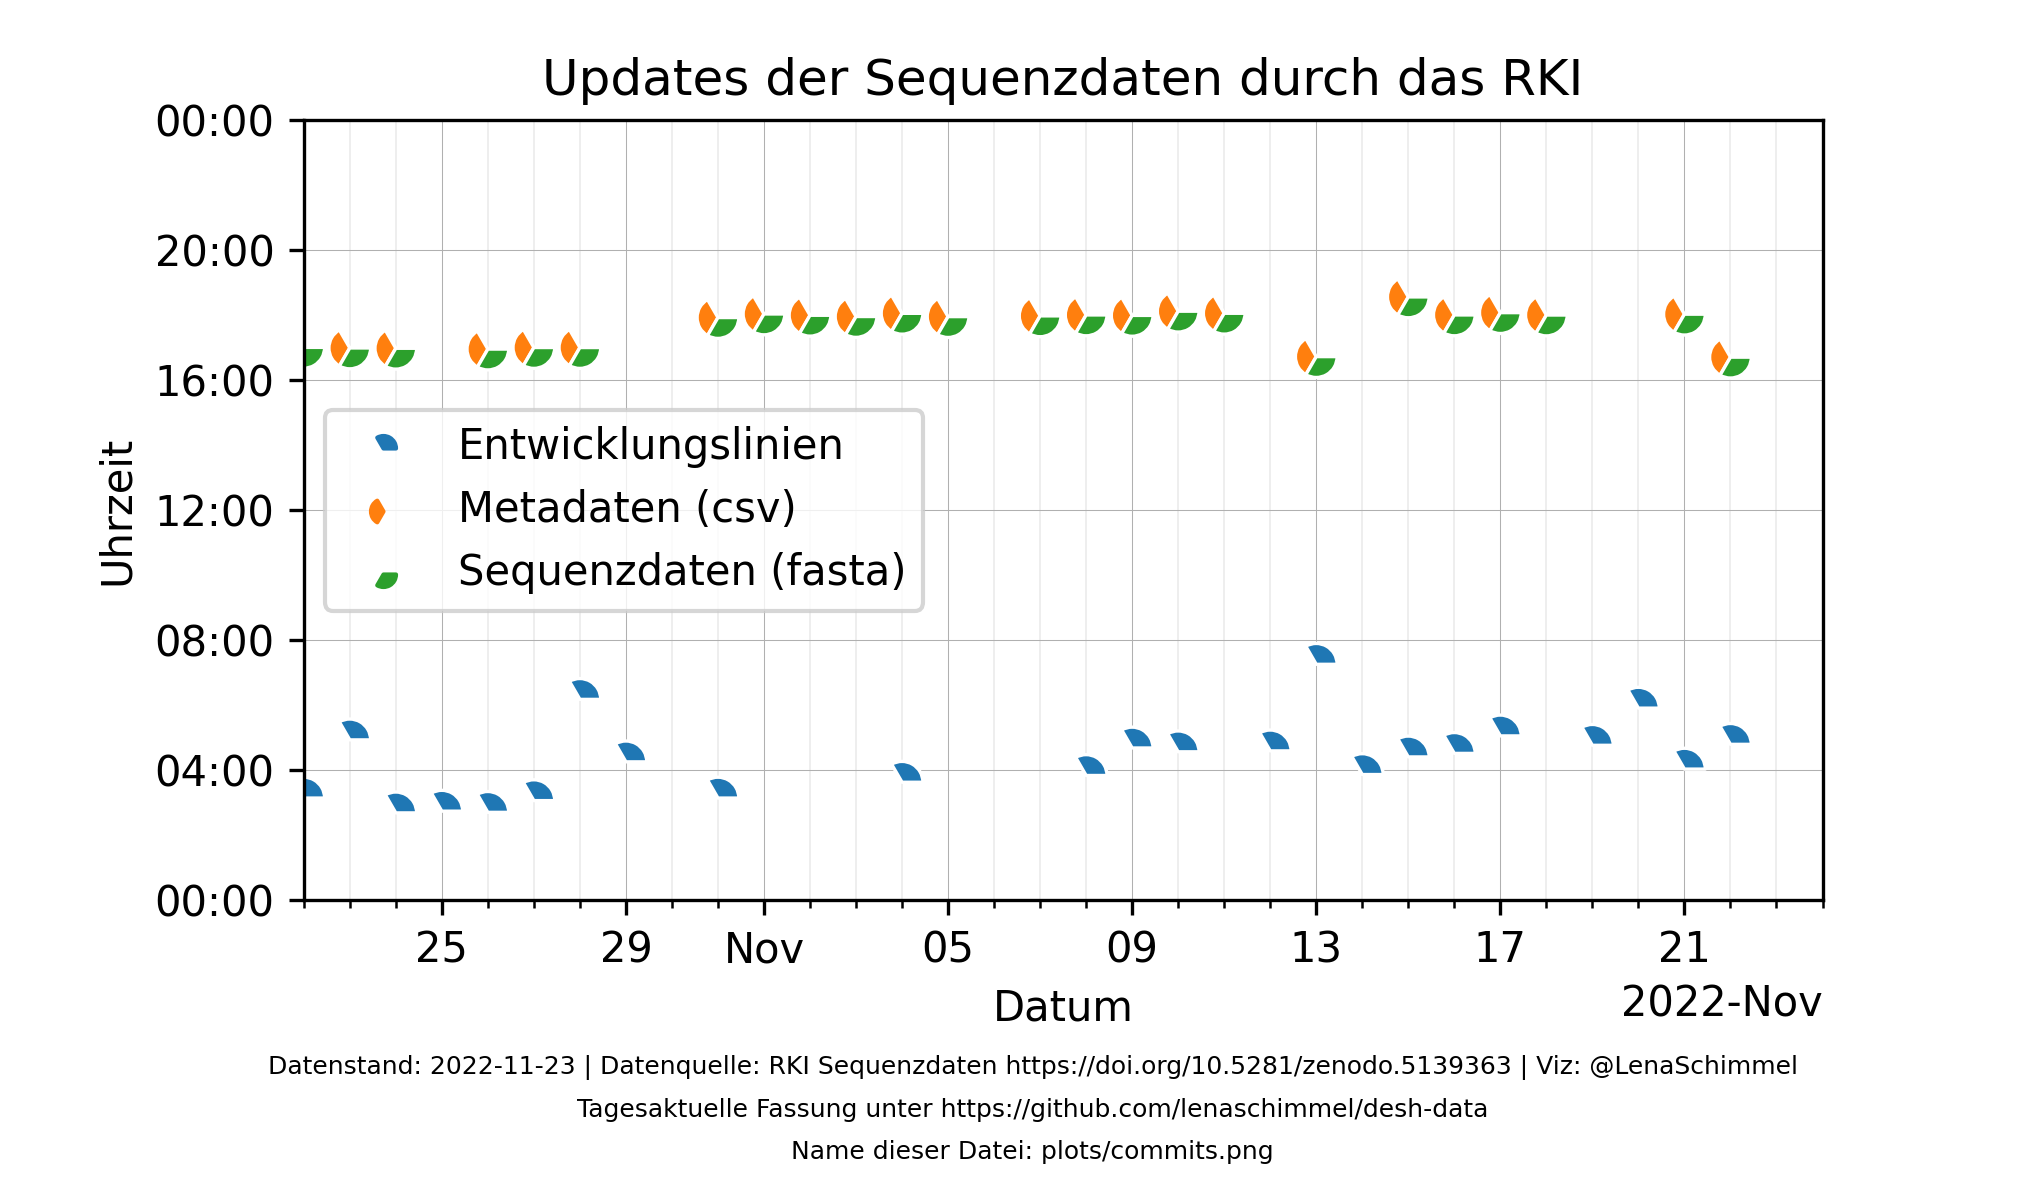 Updates der Sequenzdaten durch das RKI
00:00
20:00
16:00
12:00
08:00
04:00
00:00
Uhrzeit
Entwicklungslinien
Metadaten (csv)
Sequenzdaten (fasta)
25 29 Nov 05 09 13 17 21
2022-Nov
Datum
Datenstand: 2022-11-23 | Datenquelle: RKI Sequenzdaten https://doi.org/10.5281/zenodo.5139363 | Viz: @LenaSchimmel
Tagesaktuelle Fassung unter https://github.com/lenaschimmel/desh-data
Name dieser Datei: plots/commits.png